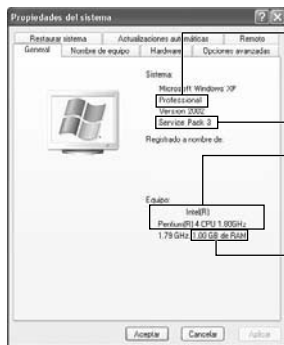 Propiedades del sistema
Restaurar sistema
Actualizaciones automáticas
Remoto
General
Nombre de equipo
Hardware
Opciones avanzadas
Sistema:
Microsoft Windows XP
Professional
Version 2002
Service Pack 3
Registrado a nombre de:
Equipo:
Intel(R)
Pentium(R) 4 CPU 1.80GHz
1.79 GHz, 1.00 GB de RAM
Aceptar
Cancelar
Aplicar